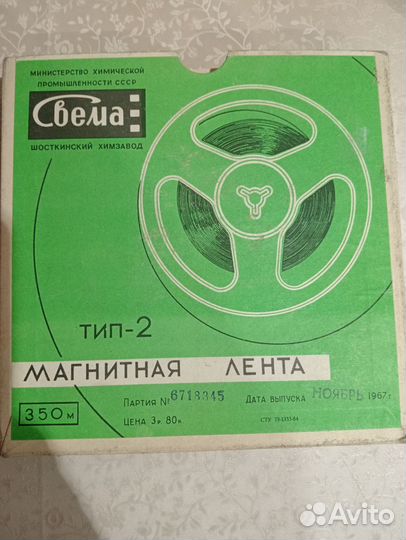 МИНИСТЕРСТВО ХИМИЧЕСКОЙ
ПРОМЫШЛЕННОСТИ СССР
Свема
ШОСТКИНСКИЙ ХИМЗАВОД
ТИП-2
МАГНИТНАЯ ЛЕНТА
350 м
ПАРТИЯ № 6718345 ДАТА ВЫПУСКА НОЯБРЬ 1967 г.
ЦЕНА 3 р. 80 к.
Avito